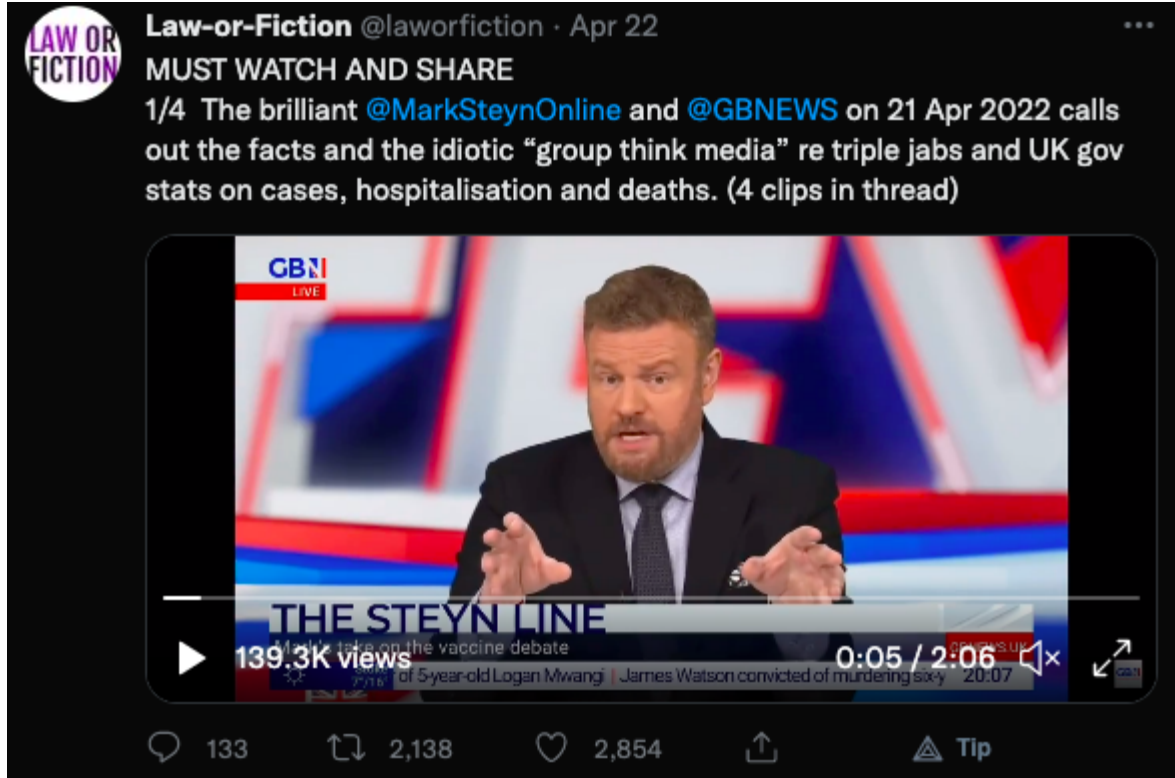 LAW OR
FICTION
Law-or-Fiction @laworfiction · Apr 22
MUST WATCH AND SHARE
1/4 The brilliant @MarkSteynOnline and @GBNEWS on 21 Apr 2022 calls
out the facts and the idiotic “group think media” re triple jabs and UK gov
stats on cases, hospitalisation and deaths. (4 clips in thread)
GBN
LIVE
THE STEYN LINE
Mark's take on the vaccine debate
139.3K views
0:05 / 2:06
GBNEWS.UK
of 5-year-old Logan Mwangi | James Watson convicted of murdering six-y
20:07
133
2,138
2,854
Tip